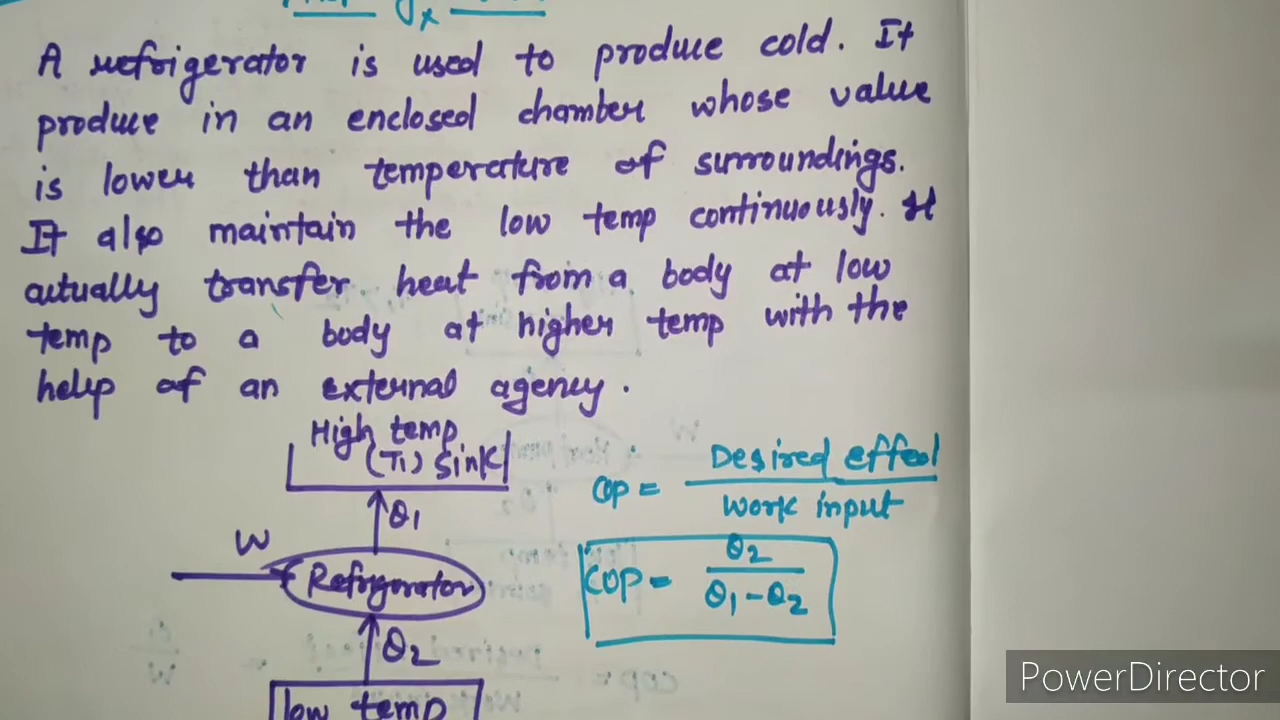 A refrigerator is used to produce cold. It
produce in an enclosed chamber whose value
is lower than temperature of surroundings.
It also maintain the low temp continuously. It
actually transfer heat from a body at low
temp to a body at higher temp with the
help of an external agency.
High temp
(T1) Sink
Q1
W
Refrigerator
Q2
low temp
COP = Desired effect
work input
COP = Q2
Q1 - Q2
PowerDirector